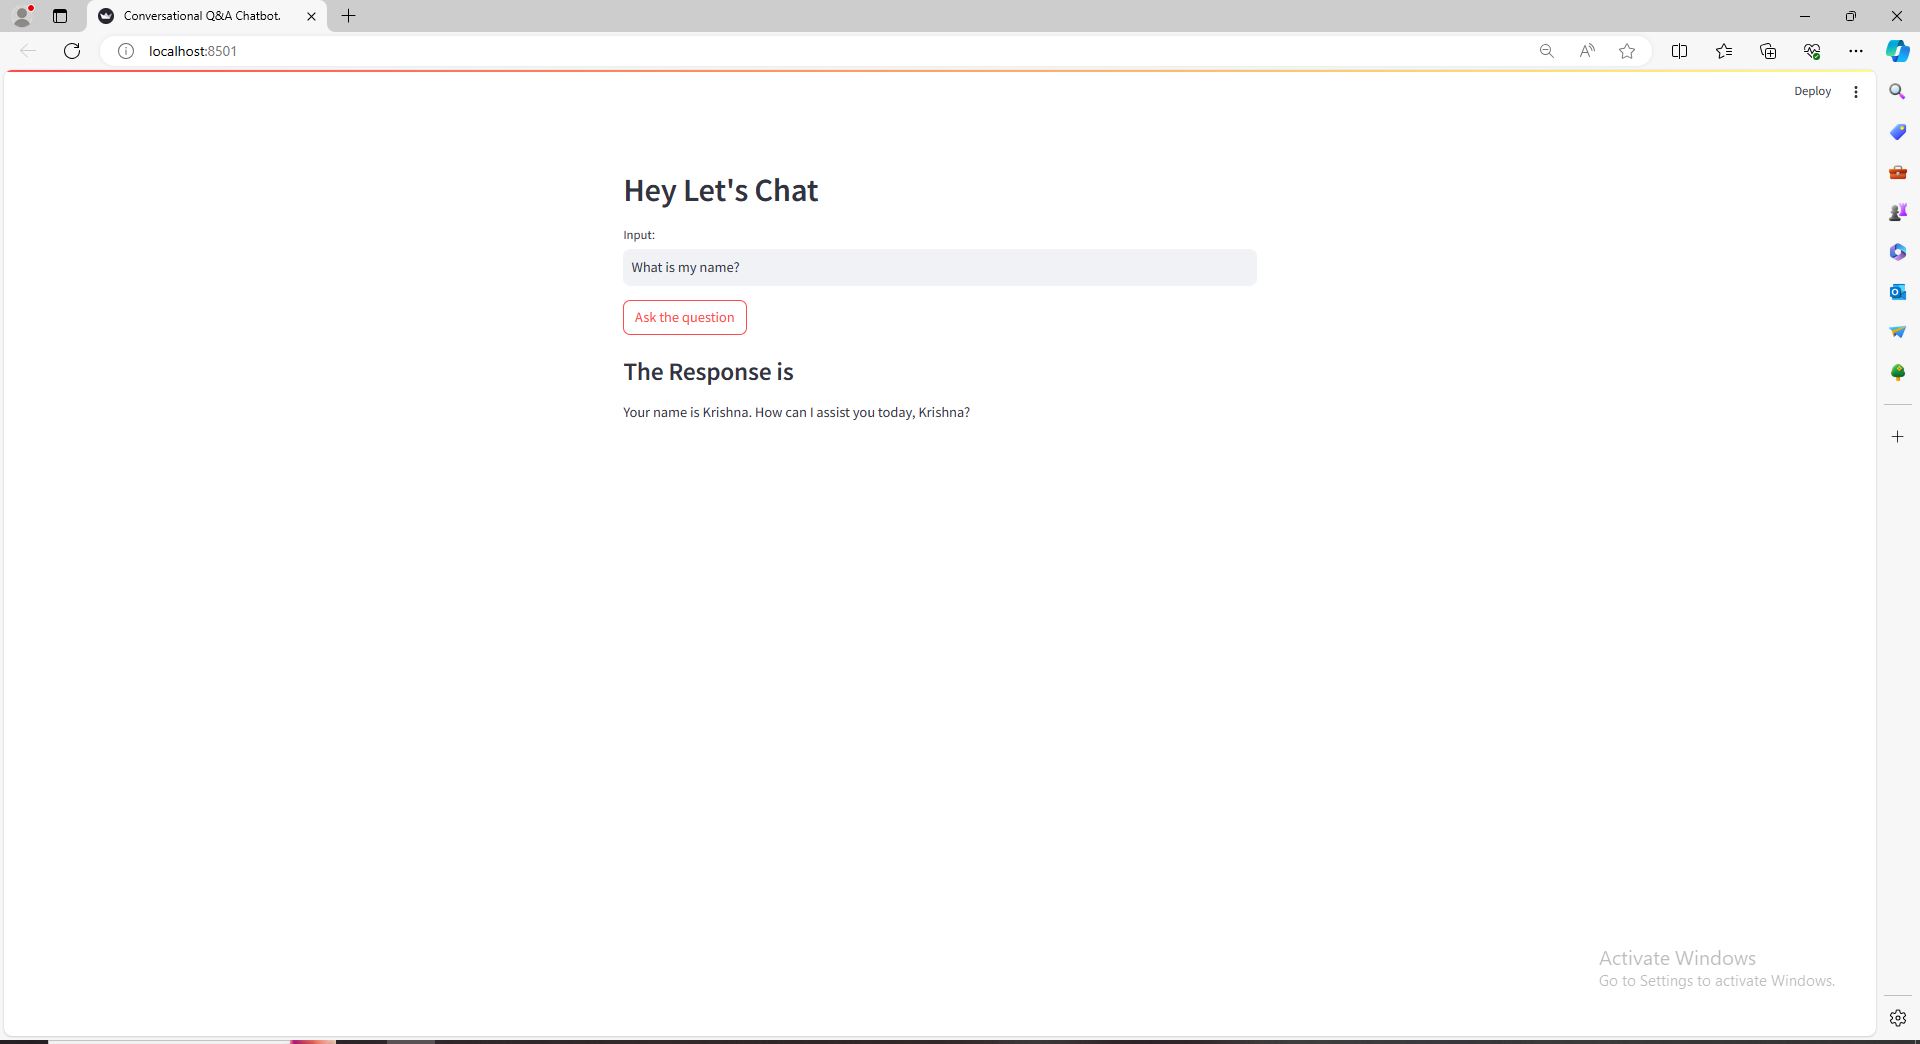 Conversational Q&A Chatbot.
localhost:8501
Deploy
Hey Let's Chat
Input:
What is my name?
Ask the question
The Response is
Your name is Krishna. How can I assist you today, Krishna?
Activate Windows
Go to Settings to activate Windows.